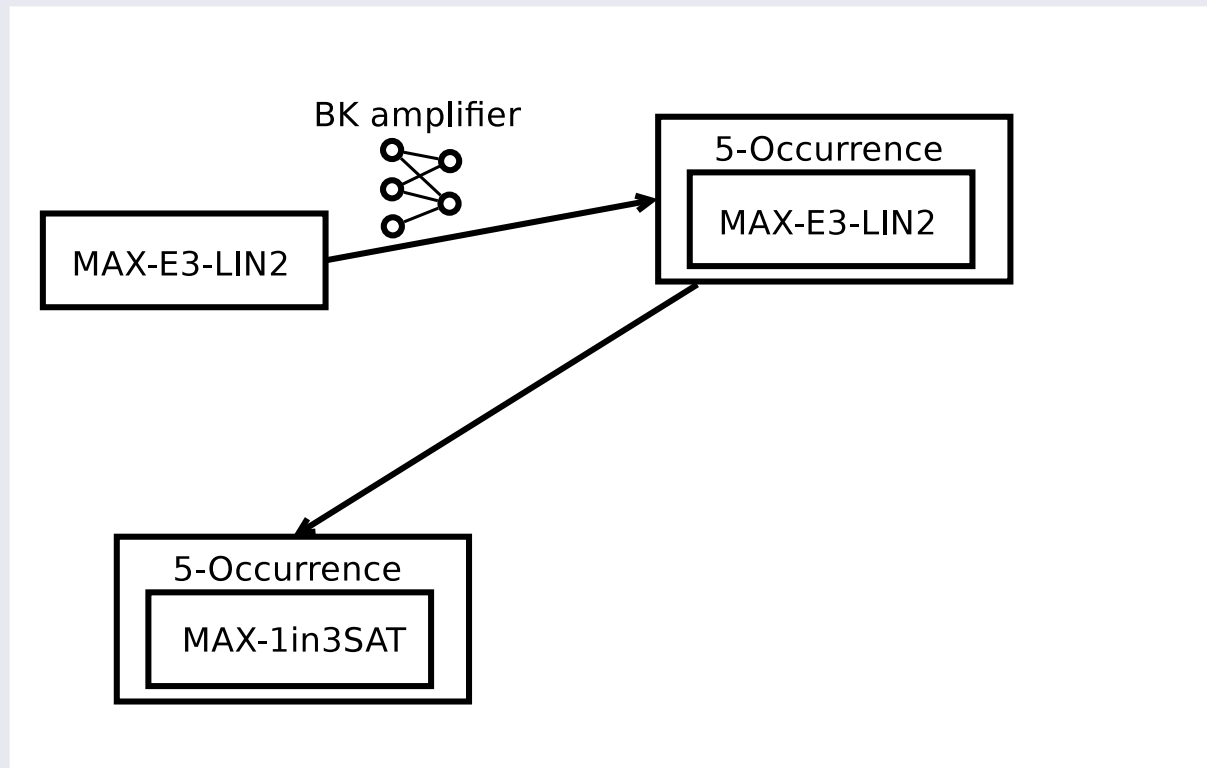 BK amplifier
5-Occurrence
MAX-E3-LIN2
MAX-E3-LIN2
5-Occurrence
MAX-1in3SAT